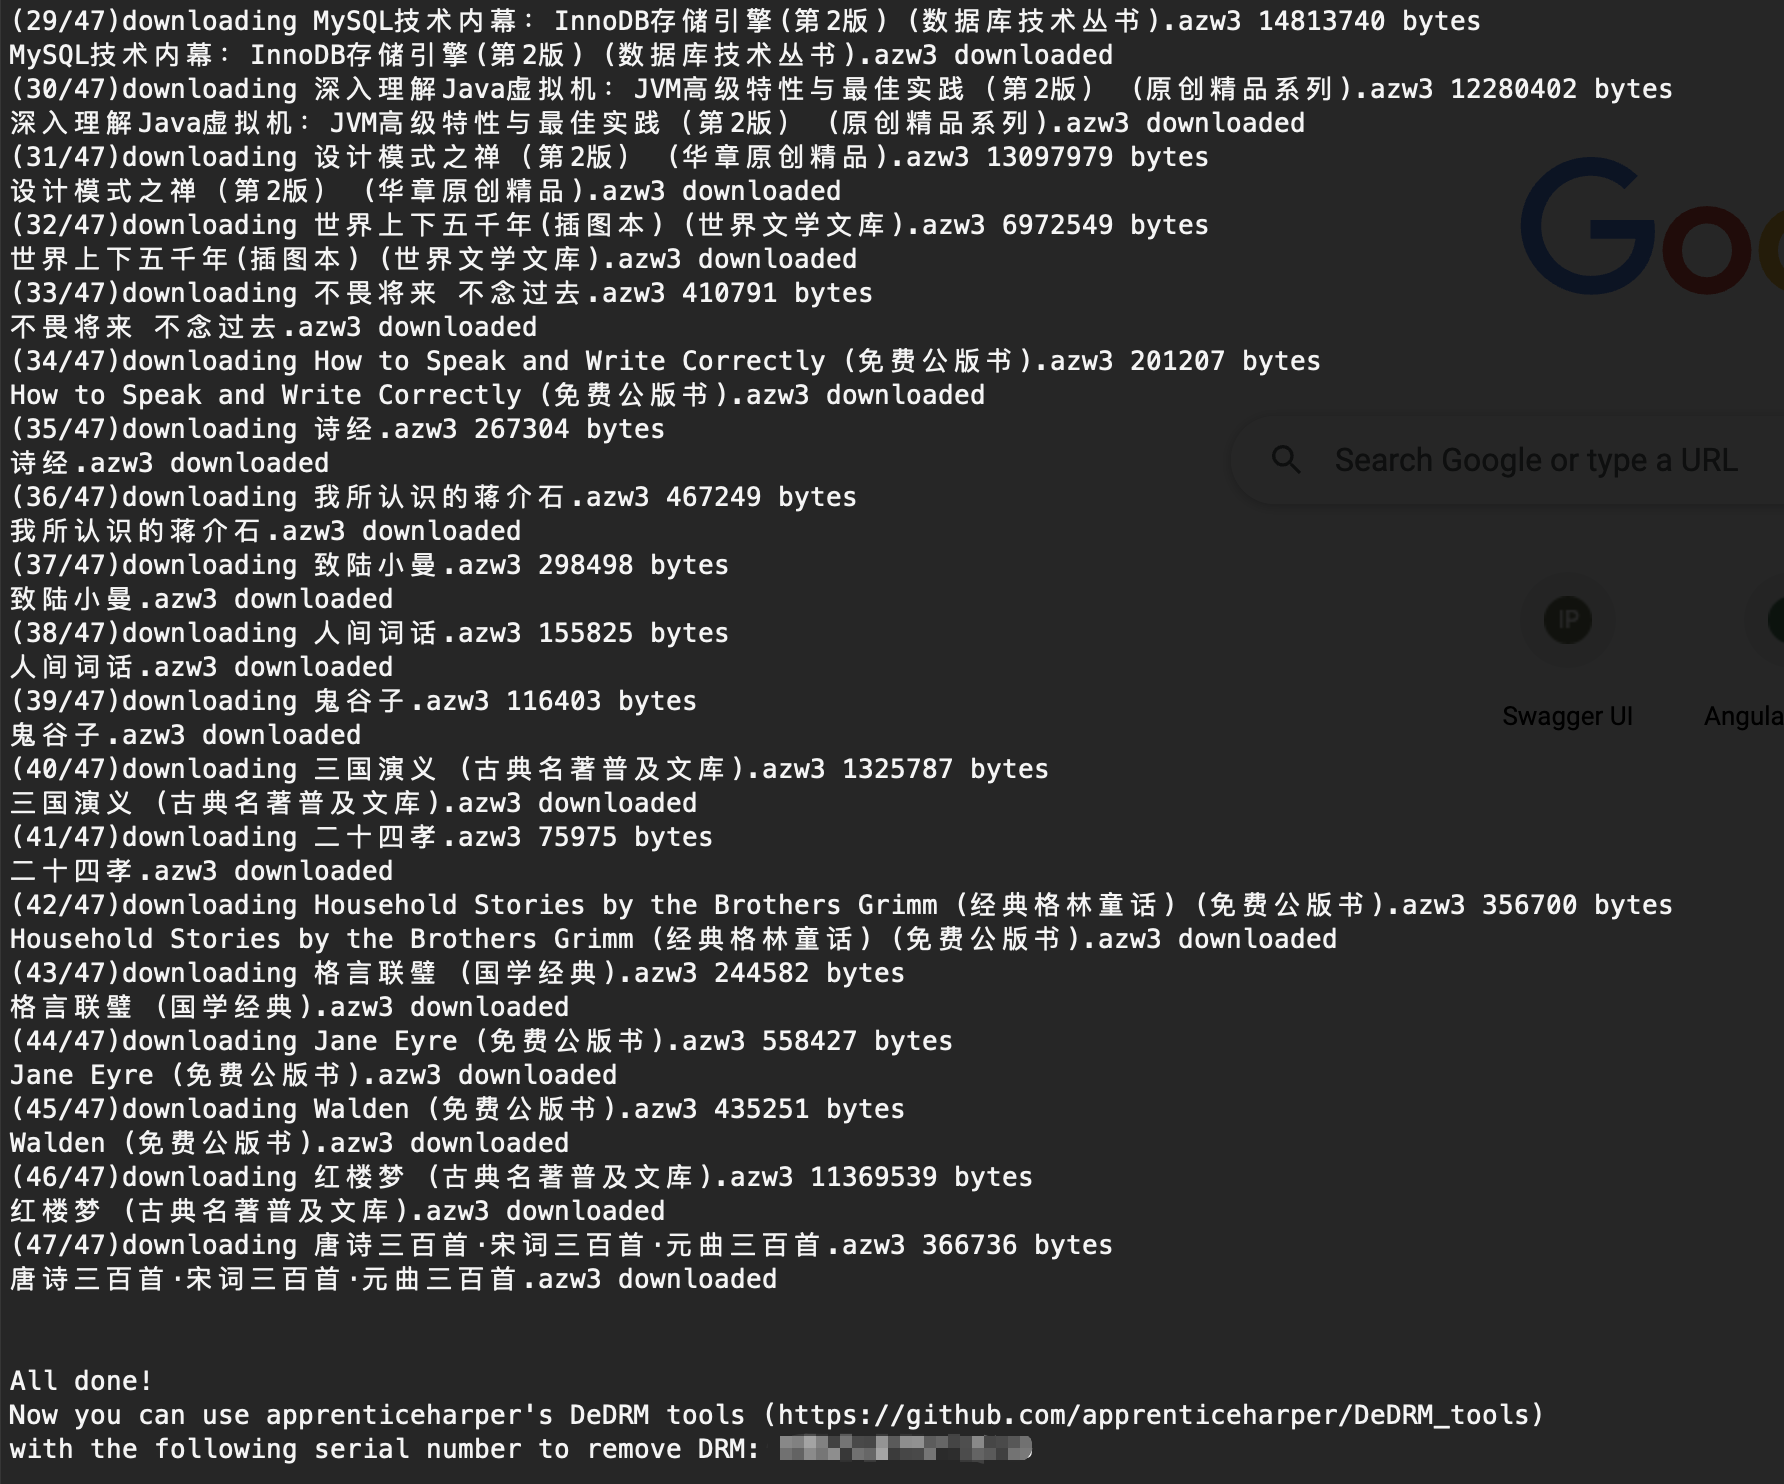 (29/47)downloading MySQL技术内幕：InnoDB存储引擎(第2版) (数据库技术丛书).azw3 14813740 bytes
MySQL技术内幕：InnoDB存储引擎(第2版) (数据库技术丛书).azw3 downloaded
(30/47)downloading 深入理解Java虚拟机：JVM高级特性与最佳实践（第2版） (原创精品系列).azw3 12280402 bytes
深入理解Java虚拟机：JVM高级特性与最佳实践（第2版） (原创精品系列).azw3 downloaded
(31/47)downloading 设计模式之禅（第2版） (华章原创精品).azw3 13097979 bytes
设计模式之禅（第2版） (华章原创精品).azw3 downloaded
(32/47)downloading 世界上下五千年(插图本) (世界文学文库).azw3 6972549 bytes
世界上下五千年(插图本) (世界文学文库).azw3 downloaded
(33/47)downloading 不畏将来 不念过去.azw3 410791 bytes
不畏将来 不念过去.azw3 downloaded
(34/47)downloading How to Speak and Write Correctly (免费公版书).azw3 201207 bytes
How to Speak and Write Correctly (免费公版书).azw3 downloaded
(35/47)downloading 诗经.azw3 267304 bytes
诗经.azw3 downloaded
(36/47)downloading 我所认识的蒋介石.azw3 467249 bytes
我所认识的蒋介石.azw3 downloaded
(37/47)downloading 致陆小曼.azw3 298498 bytes
致陆小曼.azw3 downloaded
(38/47)downloading 人间词话.azw3 155825 bytes
人间词话.azw3 downloaded
(39/47)downloading 鬼谷子.azw3 116403 bytes
鬼谷子.azw3 downloaded
(40/47)downloading 三国演义 (古典名著普及文库).azw3 1325787 bytes
三国演义 (古典名著普及文库).azw3 downloaded
(41/47)downloading 二十四孝.azw3 75975 bytes
二十四孝.azw3 downloaded
(42/47)downloading Household Stories by the Brothers Grimm (经典格林童话) (免费公版书).azw3 356700 bytes
Household Stories by the Brothers Grimm (经典格林童话) (免费公版书).azw3 downloaded
(43/47)downloading 格言联璧 (国学经典).azw3 244582 bytes
格言联璧 (国学经典).azw3 downloaded
(44/47)downloading Jane Eyre (免费公版书).azw3 558427 bytes
Jane Eyre (免费公版书).azw3 downloaded
(45/47)downloading Walden (免费公版书).azw3 435251 bytes
Walden (免费公版书).azw3 downloaded
(46/47)downloading 红楼梦 (古典名著普及文库).azw3 11369539 bytes
红楼梦 (古典名著普及文库).azw3 downloaded
(47/47)downloading 唐诗三百首·宋词三百首·元曲三百首.azw3 366736 bytes
唐诗三百首·宋词三百首·元曲三百首.azw3 downloaded
All done!
Now you can use apprenticeharper's DeDRM tools (https://github.com/apprenticeharper/DeDRM_tools)
with the following serial number to remove DRM:
Goo
Search Google or type a URL
IP
Swagger UI
Angula